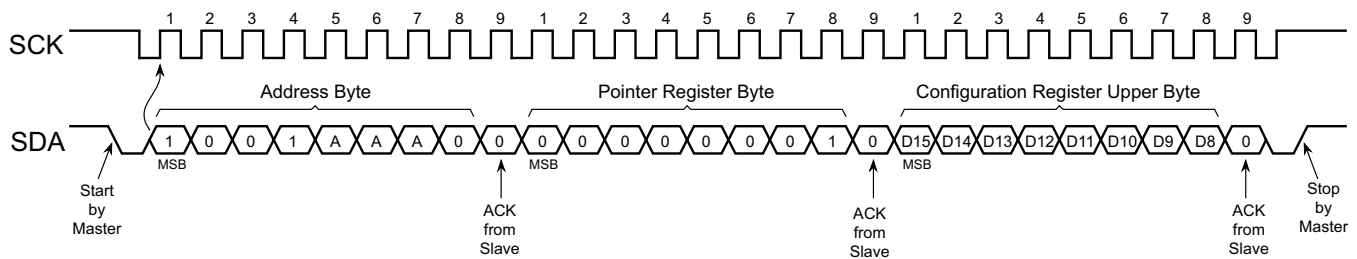 1 2 3 4 5 6 7 8 9 1 2 3 4 5 6 7 8 9 1 2 3 4 5 6 7 8 9
SCK
Address Byte Pointer Register Byte Configuration Register Upper Byte
SDA 1 0 0 1 A A A 0 0 0 0 0 0 0 0 0 1 0 D15 D14 D13 D12 D11 D10 D9 D8 0
MSB MSB MSB
Start
by
Master
ACK
from
Slave
ACK
from
Slave
ACK
from
Slave
Stop
by
Master